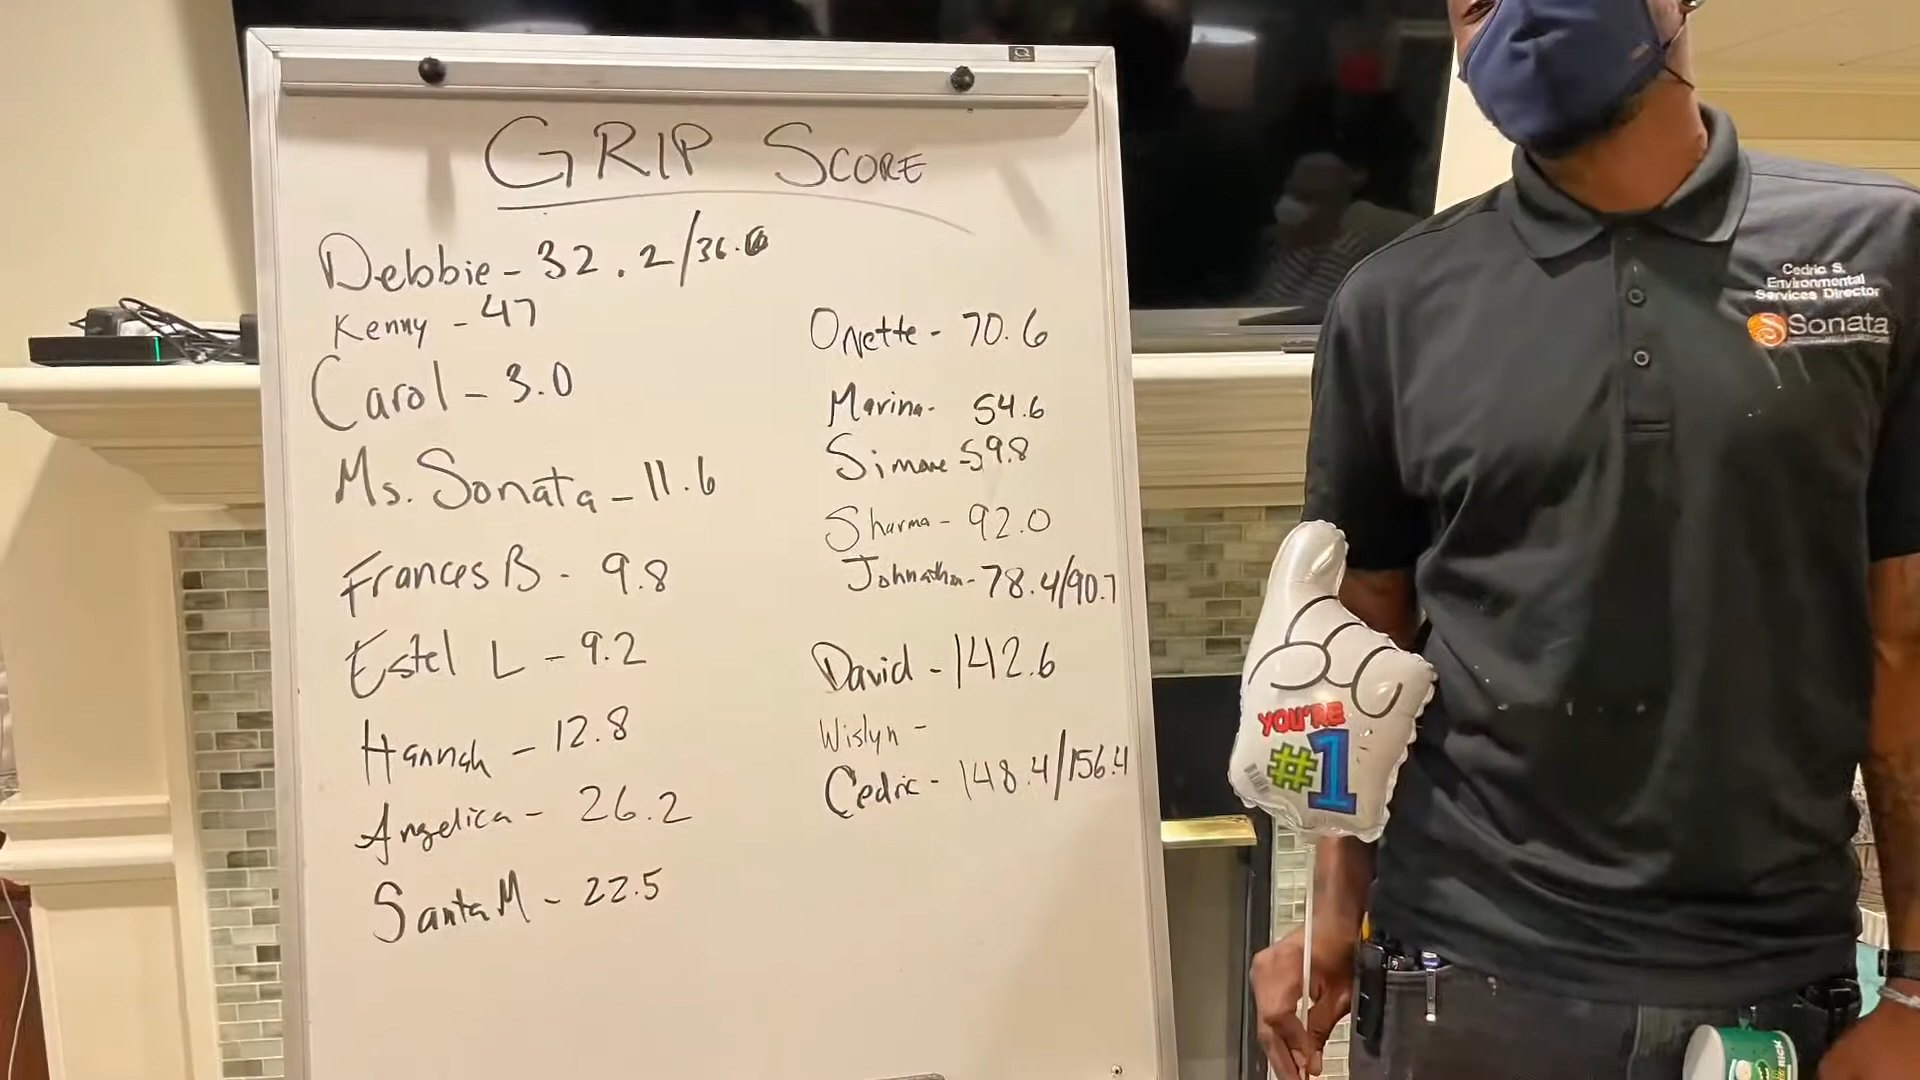 GRIP SCORE
Debbie - 32.2/36.6
Kenny - 47
Carol - 3.0
Ms. Sonata - 11.6
Frances B - 9.8
Estel L - 9.2
Hannah - 12.8
Angelica - 26.2
Santa M - 22.5
Onette - 70.6
Marina - 54.6
Simone - 59.8
Sharma - 92.0
Johnathan - 78.4/90.7
David - 142.6
Wislyn -
Cedric - 148.4/156.4
Cedric S.
Environmental
Services Director
Sonata
YOU'RE
#1